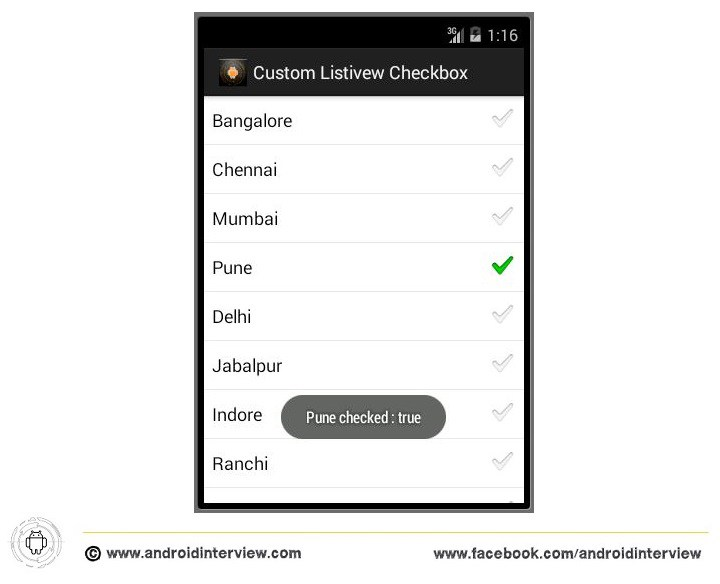 3G 1:16
Custom Listivew Checkbox
Bangalore
Chennai
Mumbai
Pune
Delhi
Jabalpur
Indore
Pune checked : true
Ranchi
© www.androidinterview.com
www.facebook.com/androidinterview